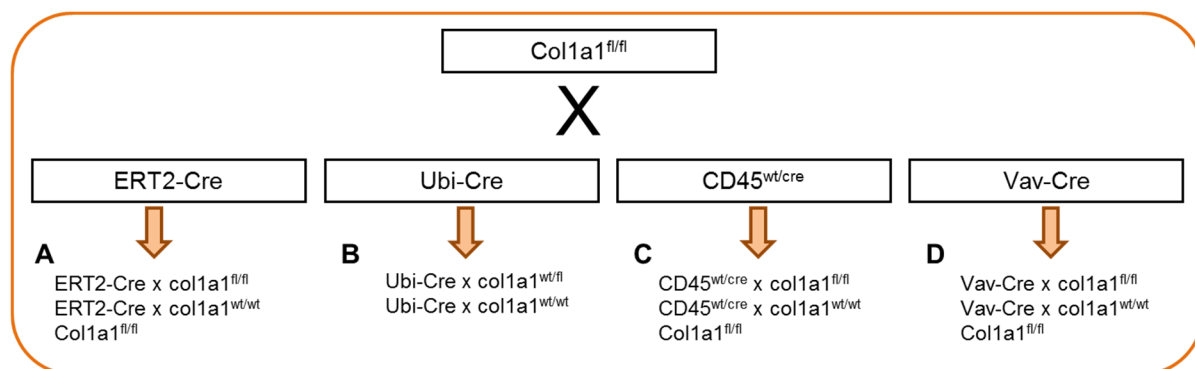 Col1a1fl/fl
X
ERT2-Cre
Ubi-Cre
CD45wt/cre
Vav-Cre
A
ERT2-Cre x col1a1fl/fl
ERT2-Cre x col1a1wt/wt
Col1a1fl/fl
B
Ubi-Cre x col1a1wt/fl
Ubi-Cre x col1a1wt/wt
C
CD45wt/cre x col1a1fl/fl
CD45wt/cre x col1a1wt/wt
Col1a1fl/fl
D
Vav-Cre x col1a1fl/fl
Vav-Cre x col1a1wt/wt
Col1a1fl/fl